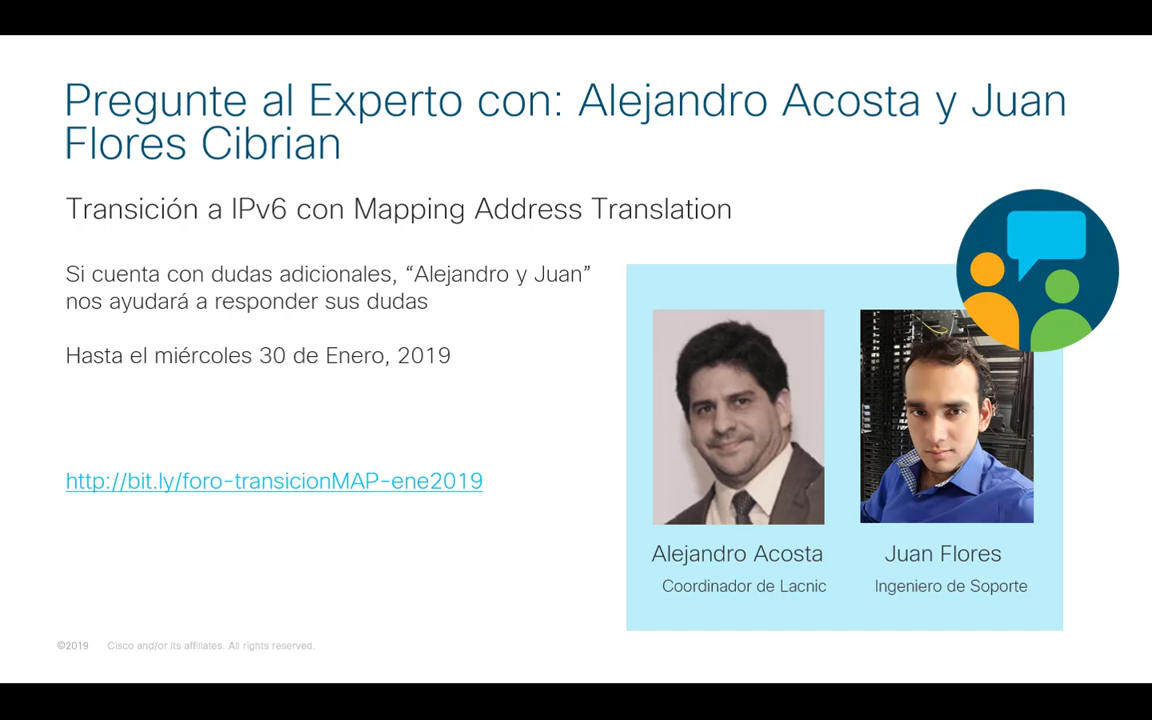 Pregunte al Experto con: Alejandro Acosta y Juan
Flores Cibrian
Transición a IPv6 con Mapping Address Translation
Si cuenta con dudas adicionales, “Alejandro y Juan”
nos ayudará a responder sus dudas
Hasta el miércoles 30 de Enero, 2019
http://bit.ly/foro-transicionMAP-ene2019
Alejandro Acosta
Coordinador de Lacnic
Juan Flores
Ingeniero de Soporte
©2019 Cisco and/or its affiliates. All rights reserved.